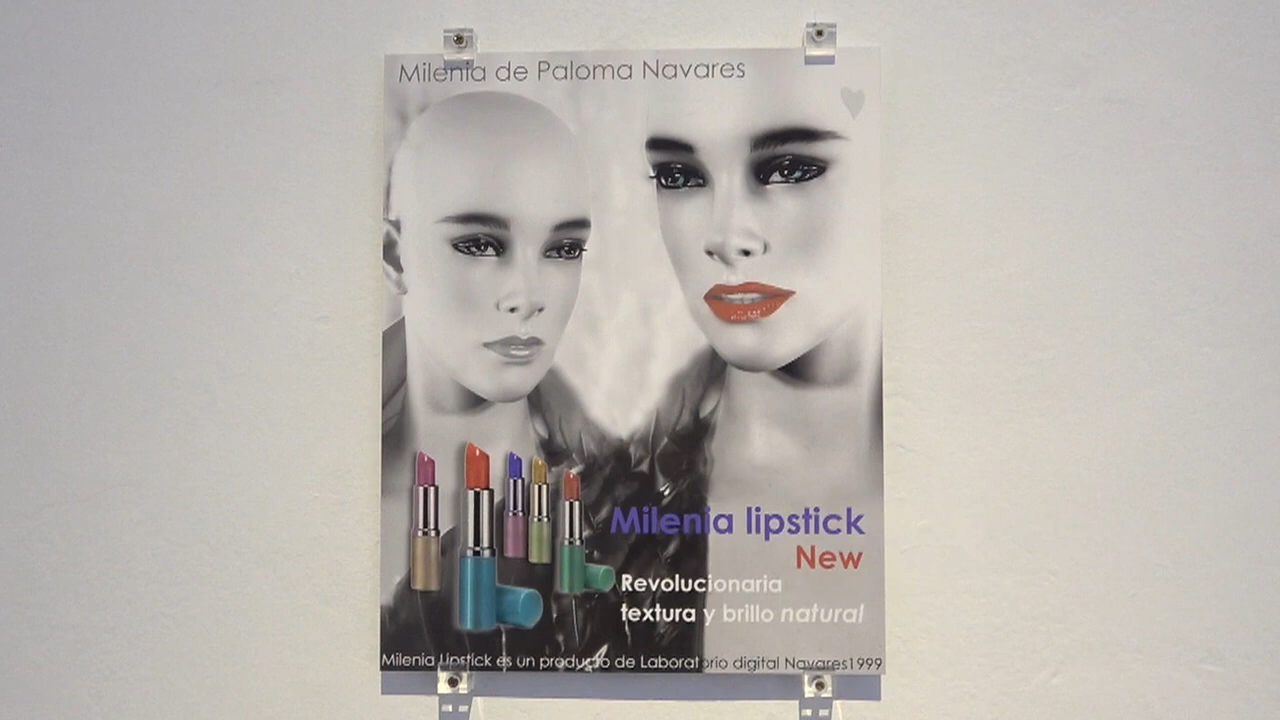 Milenia de Paloma Navares
Milenia lipstick
New
Revolucionaria
textura y brillo natural
Milenia Lipstick es un producto de Laboratorio digital Navares1999